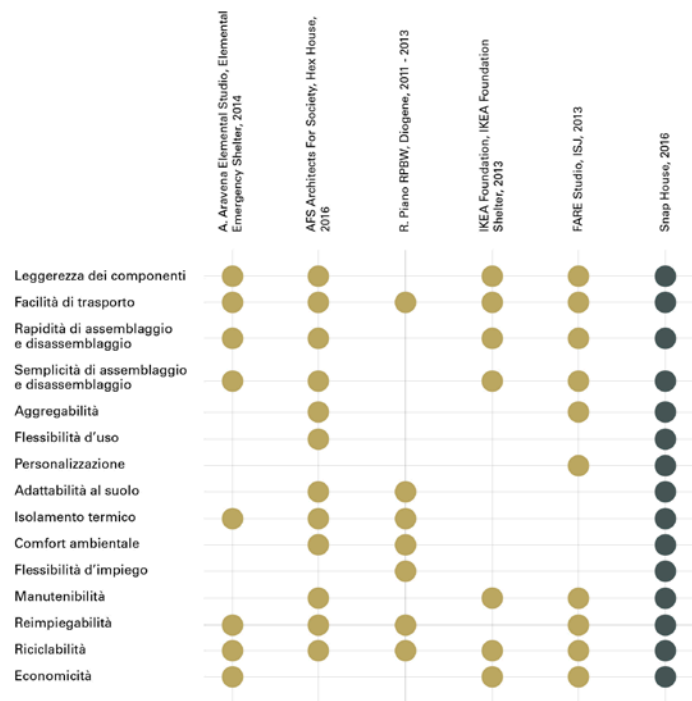 A. Aravena Elemental Studio, Elemental
Emergency Shelter, 2014
AFS Architects For Society, Hex House,
2016
R. Piano RPBW, Diogene, 2011 - 2013
IKEA Foundation, IKEA Foundation
Shelter, 2013
FARE Studio, ISJ, 2013
Snap House, 2016
Leggerezza dei componenti
Facilità di trasporto
Rapidità di assemblaggio
e disassemblaggio
Semplicità di assemblaggio
e disassemblaggio
Aggregabilità
Flessibilità d'uso
Personalizzazione
Adattabilità al suolo
Isolamento termico
Comfort ambientale
Flessibilità d'impiego
Manutenibilità
Reimpiegabilità
Riciclabilità
Economicità